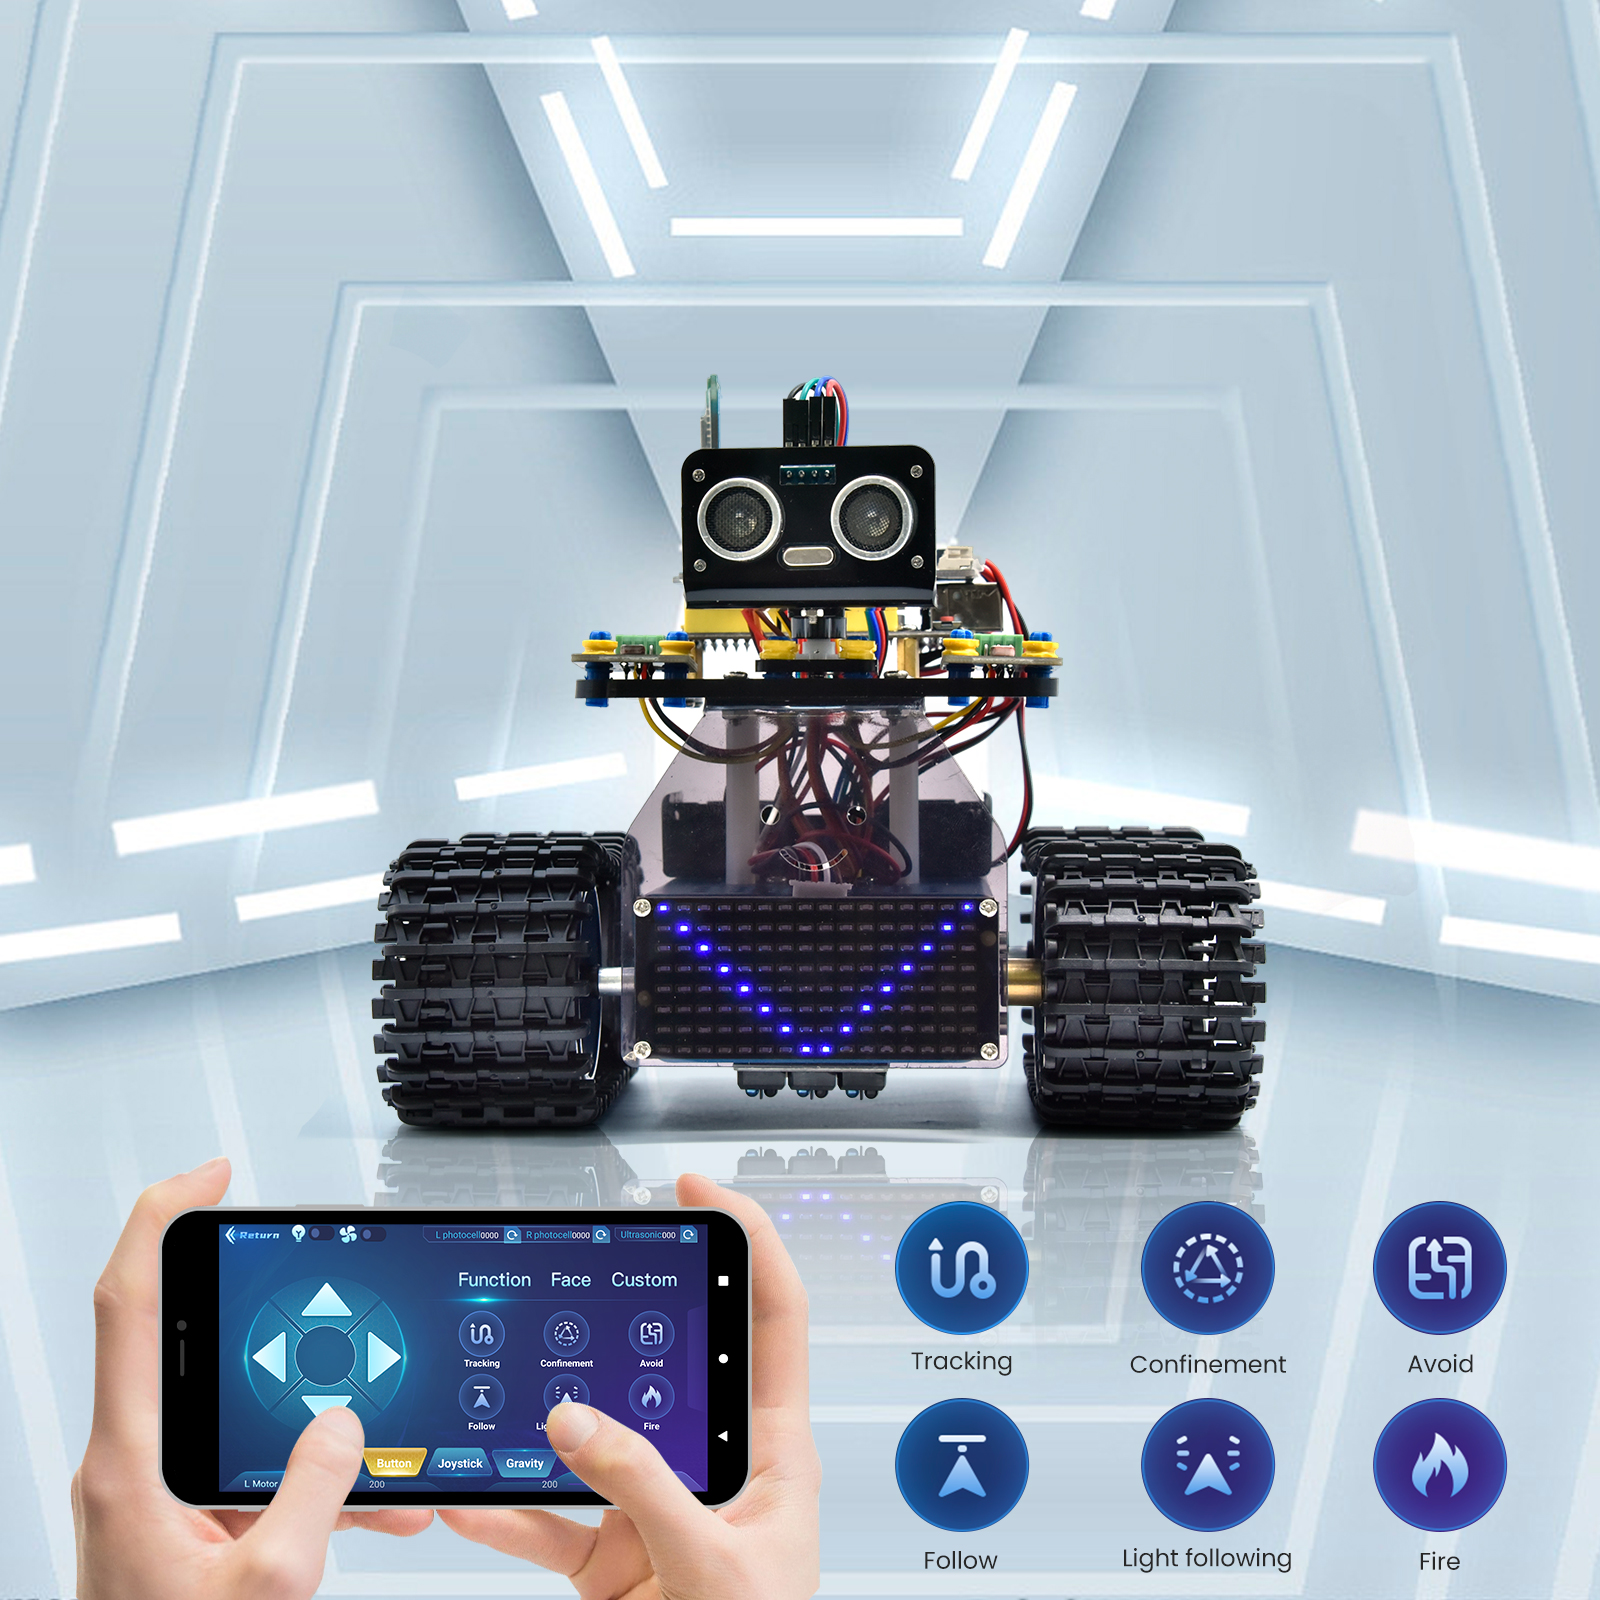 Return
L photocell0000
R photocell0000
Ultrasonic000
Function Face Custom
Tracking Confinement Avoid
Follow Fire
Button Joystick Gravity
L Motor 200 200
Tracking Confinement Avoid
Follow Light following Fire